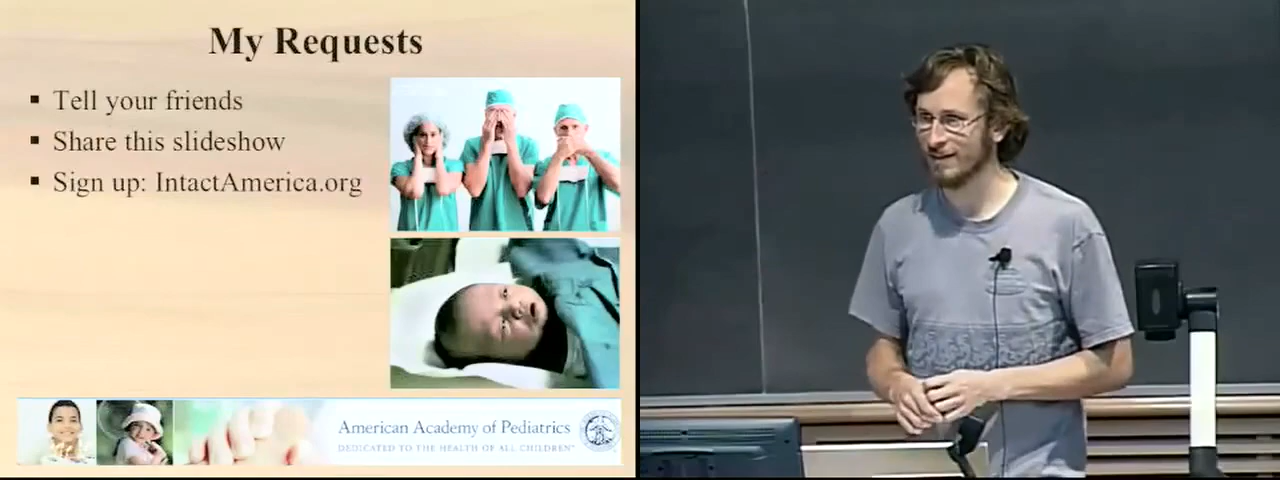 My Requests
▪ Tell your friends
▪ Share this slideshow
▪ Sign up: IntactAmerica.org
American Academy of Pediatrics
DEDICATED TO THE HEALTH OF ALL CHILDREN™